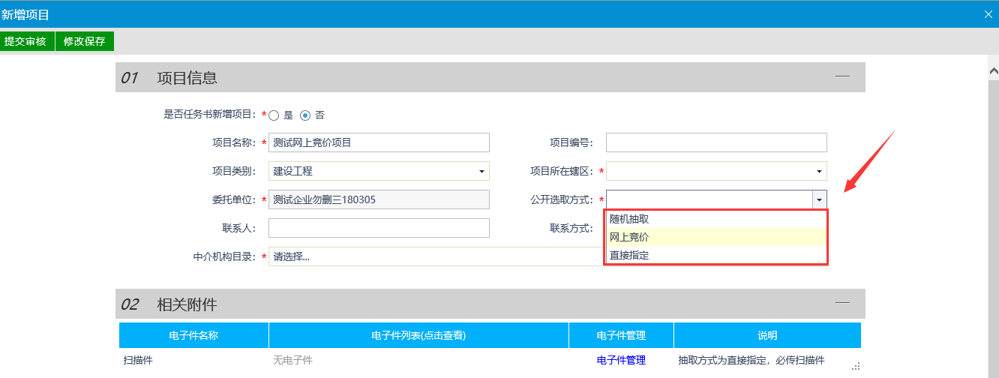 新增项目
提交审核 修改保存
01 项目信息
是否任务书新增项目: * 是 否
项目名称: * 测试网上竞价项目 项目编号:
项目类别: 建设工程 项目所在辖区: *
委托单位: * 测试企业勿删三180305 公开选取方式: *
联系人: 联系方式:
随机抽取
网上竞价
直接指定
中介机构目录: * 请选择...
02 相关附件
电子件名称 电子件列表(点击查看) 电子件管理 说明
扫描件 无电子件 电子件管理 抽取方式为直接指定，必传扫描件